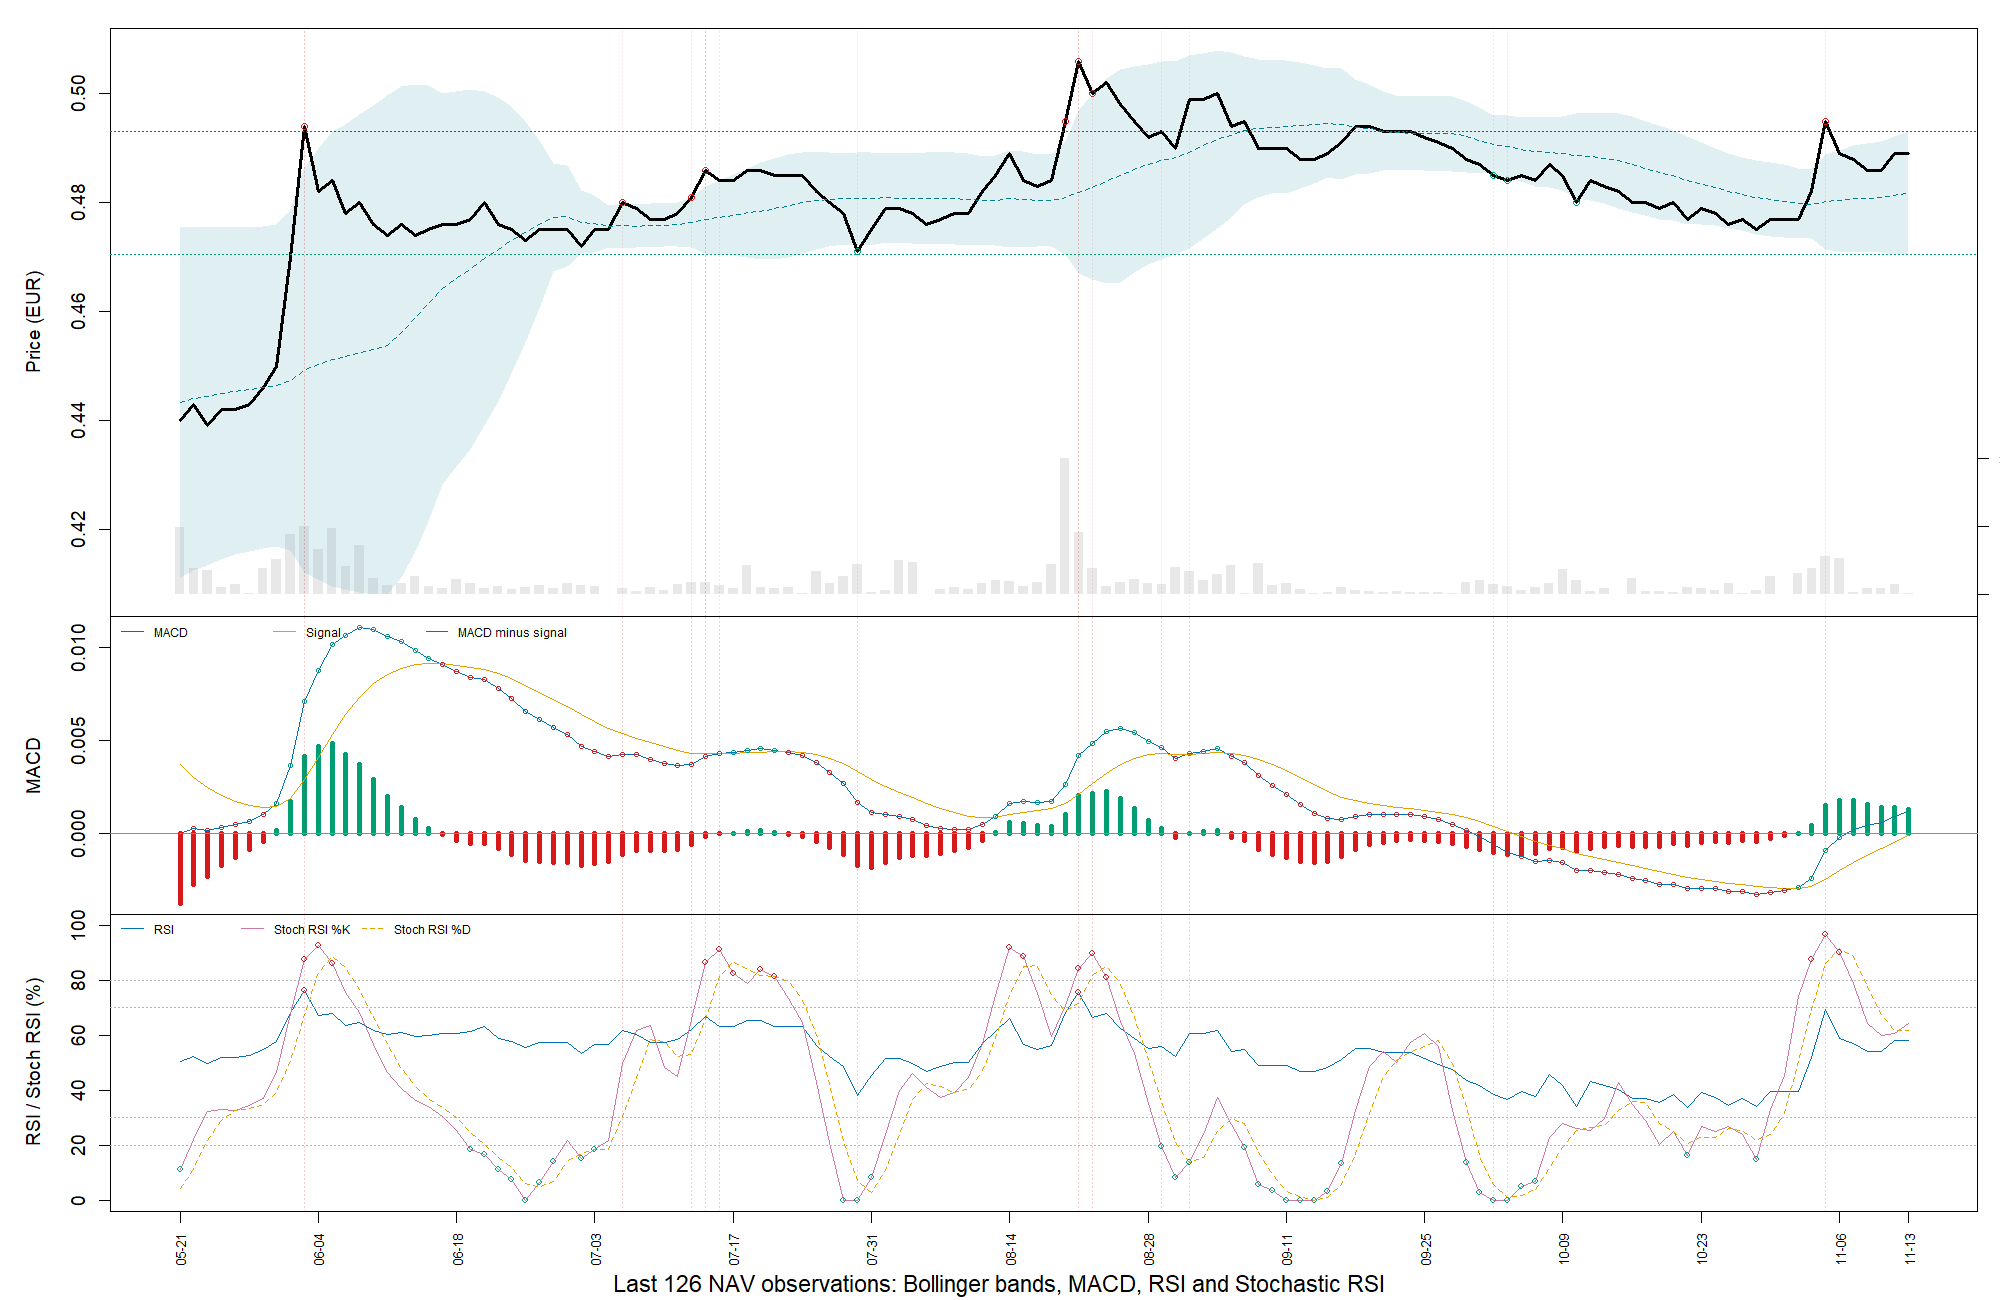 Price (EUR)
0.50
0.48
0.46
0.44
0.42
MACD
Signal
MACD minus signal
MACD
0.010
0.005
0.000
RSI
Stoch RSI %K
Stoch RSI %D
RSI / Stoch RSI (%)
100
80
60
40
20
0
05-21
06-04
06-18
07-03
07-17
07-31
08-14
08-28
09-11
09-25
10-09
10-23
11-06
11-13
Last 126 NAV observations: Bollinger bands, MACD, RSI and Stochastic RSI